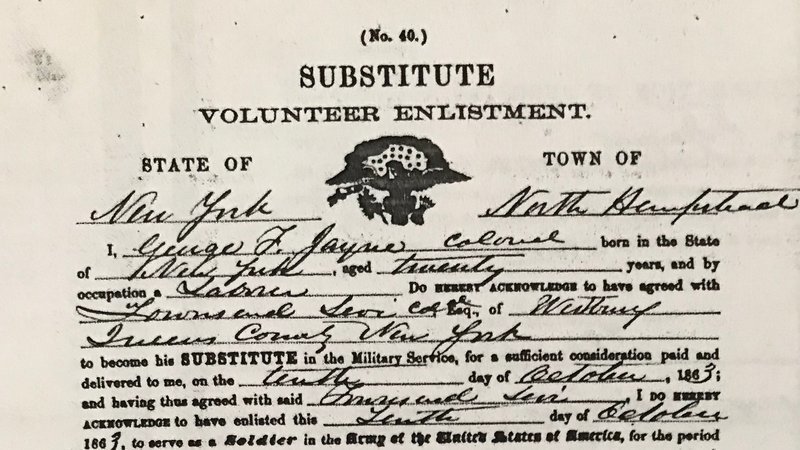 (No. 40.)
SUBSTITUTE
VOLUNTEER ENLISTMENT.
STATE OF TOWN OF
New York North Hempstead
I, George F. Jayne colored born in the State
of New York, aged twenty years, and by
occupation a Laborer Do HEREBY ACKNOWLEDGE to have agreed with
Townsend Levi Esq., of Westbury
Queens County New York
to become his SUBSTITUTE in the Military Service, for a sufficient consideration paid and
delivered to me, on the tenth day of October, 1863;
and having thus agreed with said Townsend Levi I DO HEREBY
ACKNOWLEDGE to have enlisted this Tenth day of October
1863, to serve as a Soldier in the Army of the United States of America, for the period